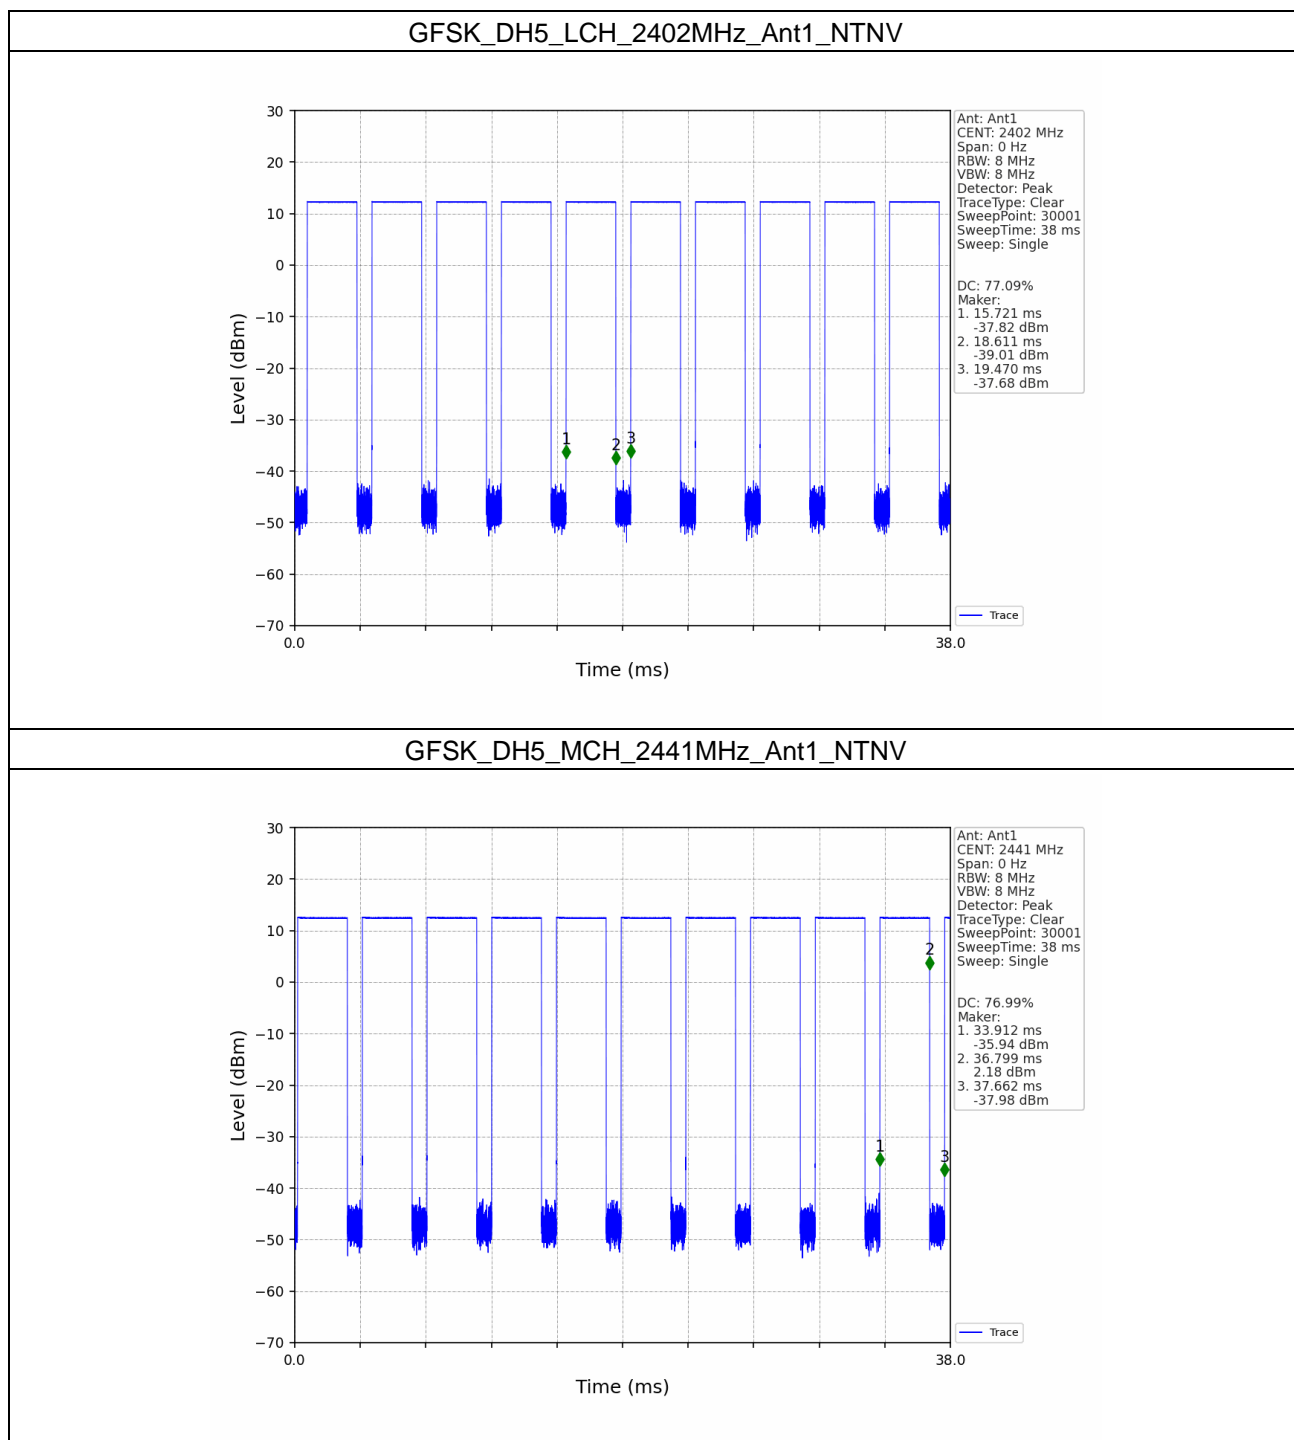 GFSK_DH5_LCH_2402MHz_Ant1_NTNV
30
20
10
0
−10
−20
−30
−40
−50
−60
−70
Level (dBm)
0.0
38.0
Time (ms)
1
2
3
Ant: Ant1
CENT: 2402 MHz
Span: 0 Hz
RBW: 8 MHz
VBW: 8 MHz
Detector: Peak
TraceType: Clear
SweepPoint: 30001
SweepTime: 38 ms
Sweep: Single
DC: 77.09%
Maker:
1. 15.721 ms
-37.82 dBm
2. 18.611 ms
-39.01 dBm
3. 19.470 ms
-37.68 dBm
Trace
GFSK_DH5_MCH_2441MHz_Ant1_NTNV
30
20
10
0
−10
−20
−30
−40
−50
−60
−70
Level (dBm)
0.0
38.0
Time (ms)
1
2
3
Ant: Ant1
CENT: 2441 MHz
Span: 0 Hz
RBW: 8 MHz
VBW: 8 MHz
Detector: Peak
TraceType: Clear
SweepPoint: 30001
SweepTime: 38 ms
Sweep: Single
DC: 76.99%
Maker:
1. 33.912 ms
-35.94 dBm
2. 36.799 ms
2.18 dBm
3. 37.662 ms
-37.98 dBm
Trace